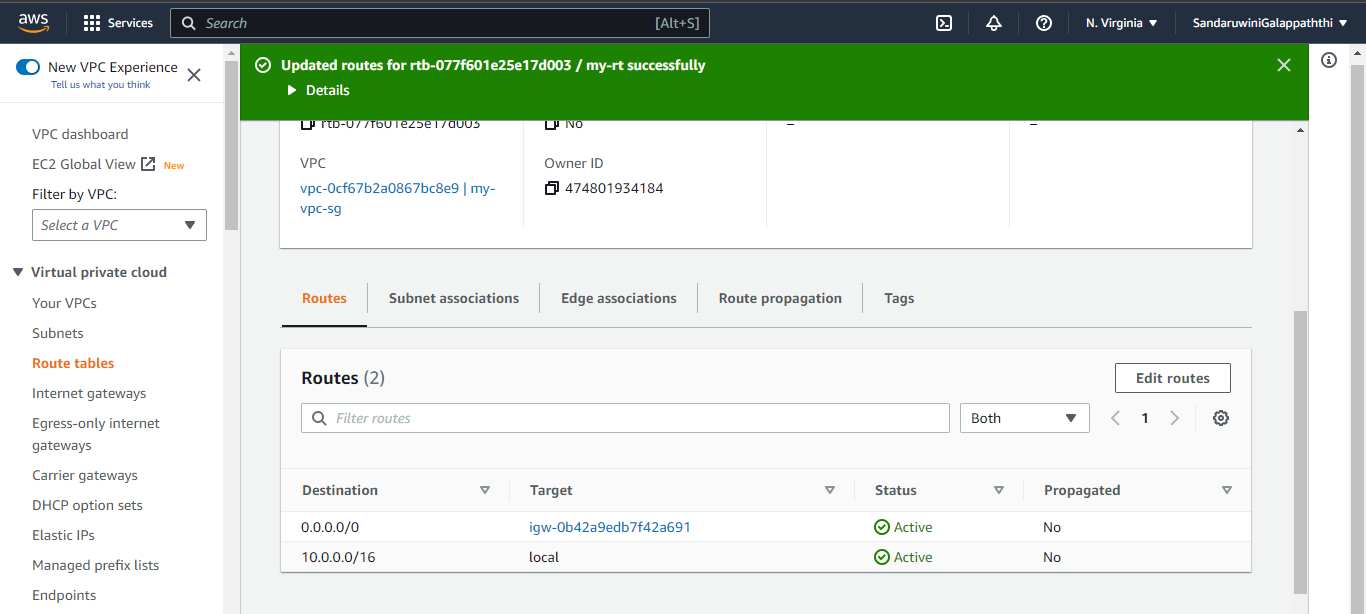 aws
Services
Search
[Alt+S]
N. Virginia
SandaruwiniGalappaththi
New VPC Experience
Tell us what you think
VPC dashboard
EC2 Global View New
Filter by VPC:
Select a VPC
Virtual private cloud
Your VPCs
Subnets
Route tables
Internet gateways
Egress-only internet
gateways
Carrier gateways
DHCP option sets
Elastic IPs
Managed prefix lists
Endpoints
Updated routes for rtb-077f601e25e17d003 / my-rt successfully
Details
rtb-077f601e25e17d003
No
–
–
VPC
vpc-0cf67b2a0867bc8e9 | my-
vpc-sg
Owner ID
474801934184
Routes
Subnet associations
Edge associations
Route propagation
Tags
Routes (2)
Edit routes
Filter routes
Both
1
Destination Target Status Propagated
0.0.0.0/0 igw-0b42a9edb7f42a691 Active No
10.0.0.0/16 local Active No